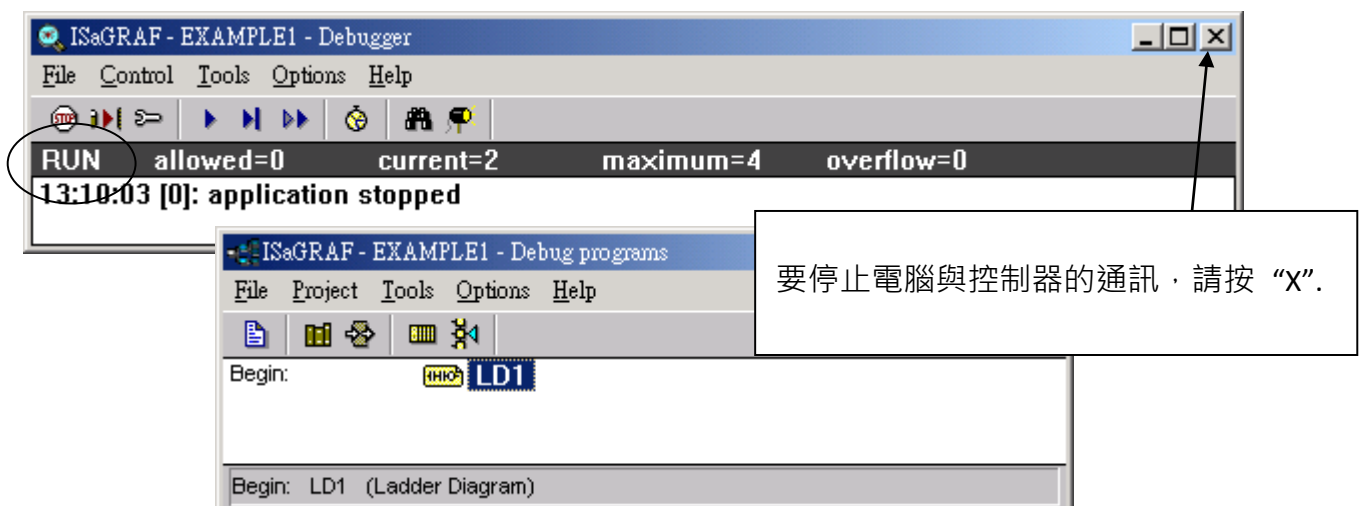 ISaGRAF - EXAMPLE1 - Debugger
File Control Tools Options Help
STOP
RUN allowed=0 current=2 maximum=4 overflow=0
13:10:03 [0]: application stopped
要停止電腦與控制器的通訊，請按 “X”.
ISaGRAF - EXAMPLE1 - Debug programs
File Project Tools Options Help
Begin: LD1
Begin: LD1 (Ladder Diagram)